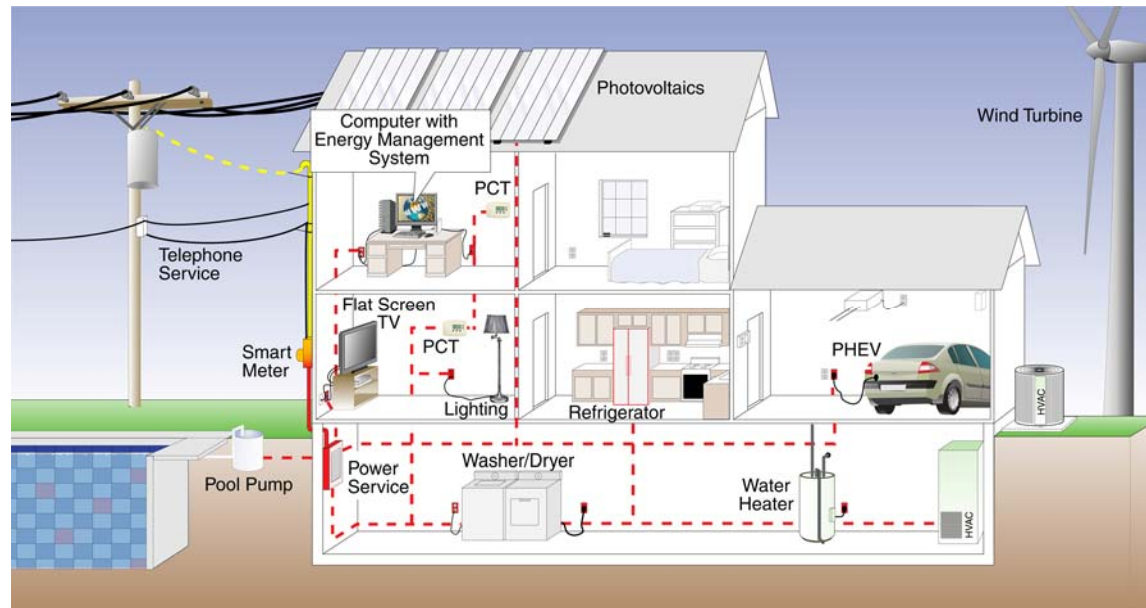 Photovoltaics
Wind Turbine
Computer with
Energy Management
System
PCT
Telephone
Service
Flat Screen
TV
PCT
Smart
Meter
Lighting
Refrigerator
PHEV
HVAC
Pool Pump
Power
Service
Washer/Dryer
Water
Heater
HVAC